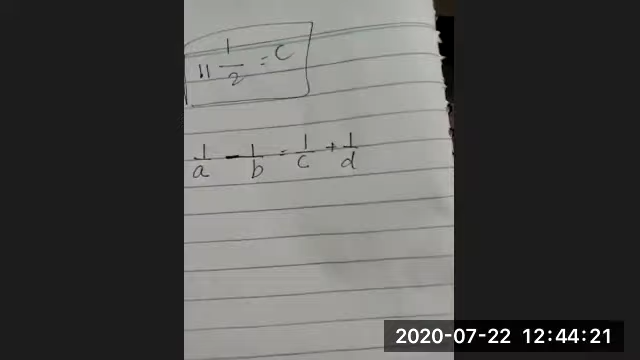 11 1/2 = C
1/a - 1/b = 1/c + 1/d
2020-07-22 12:44:21